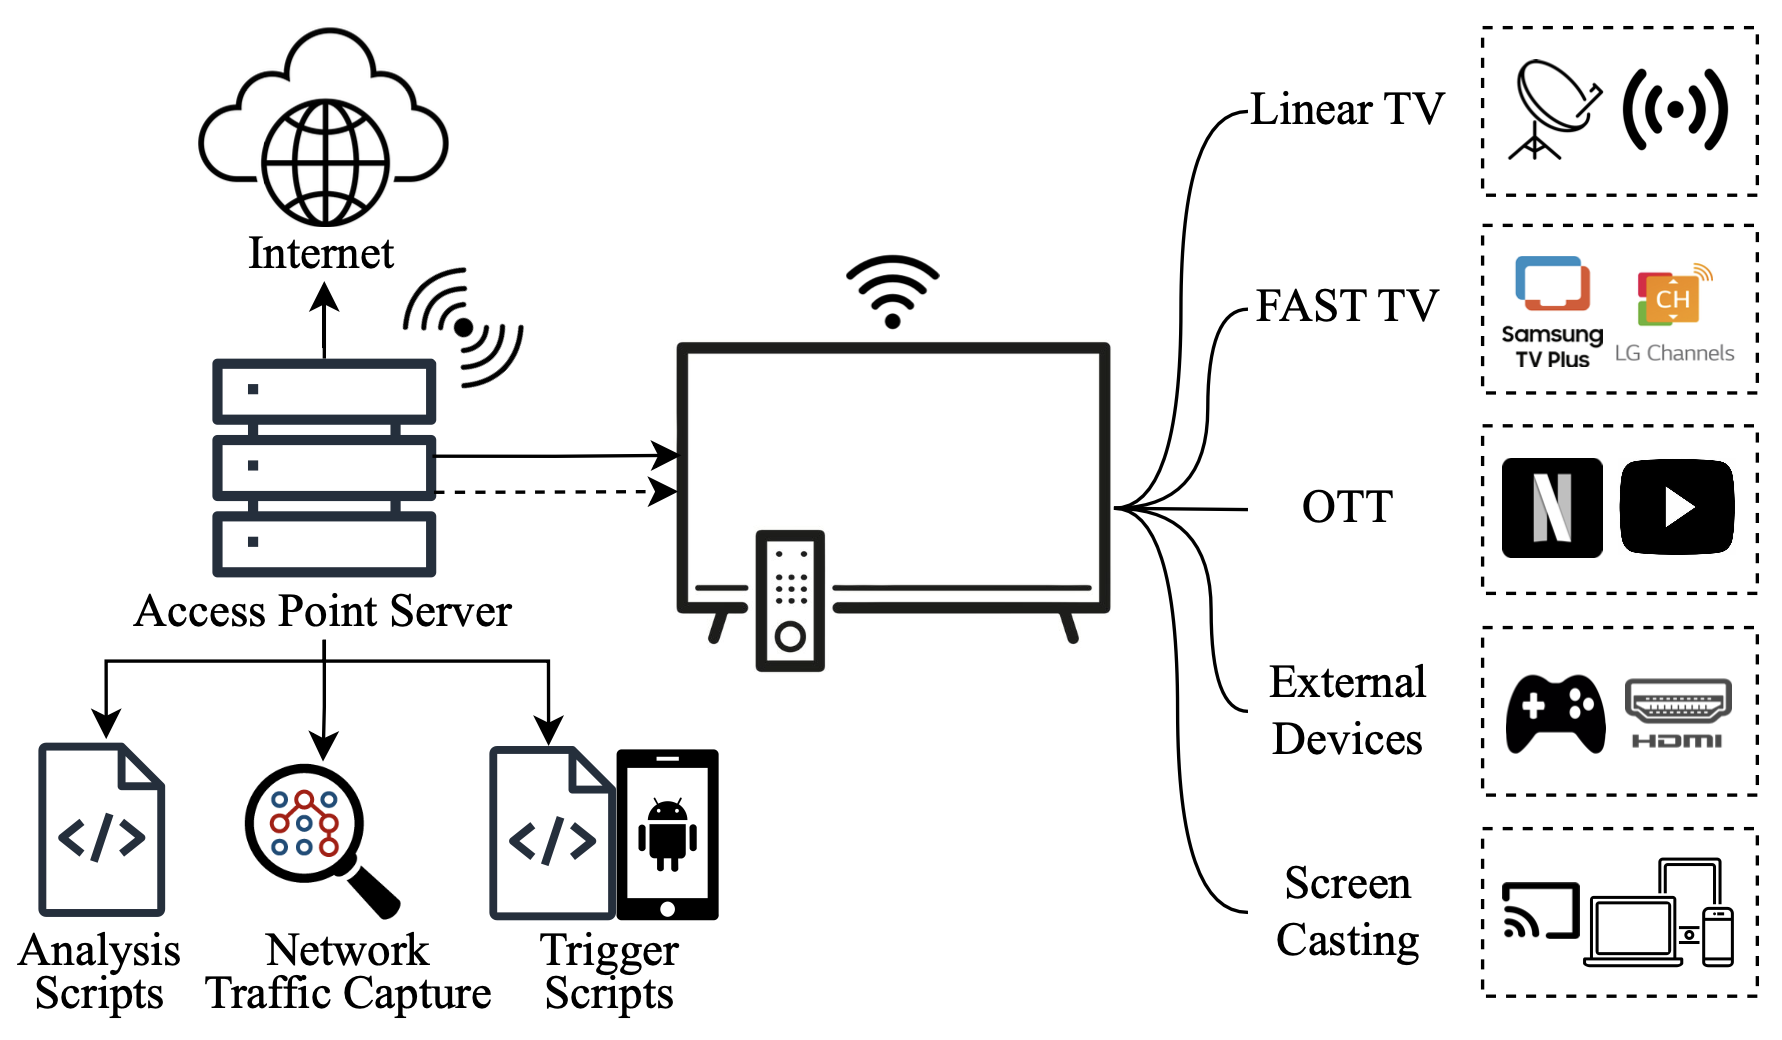 Internet
Access Point Server
Analysis
Scripts
Network
Traffic Capture
Trigger
Scripts
Linear TV
FAST TV
Samsung
TV Plus
CH
LG Channels
OTT
N
External
Devices
HDMI
Screen
Casting